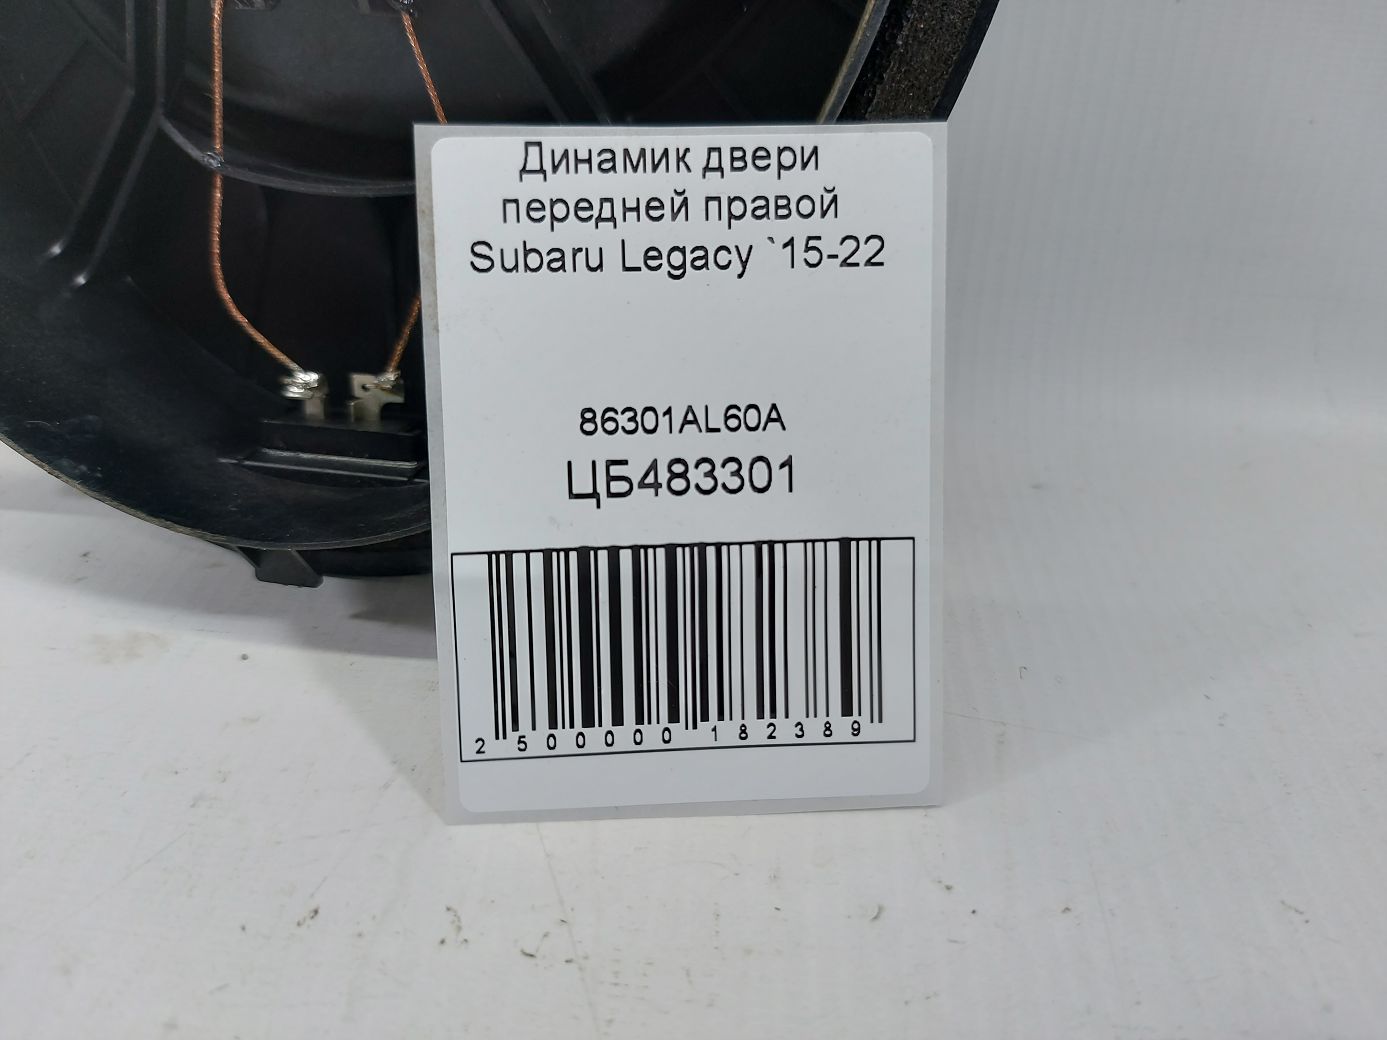 Динамик двери
передней правой
Subaru Legacy `15-22
86301AL60A
ЦБ483301
2 500000 182389